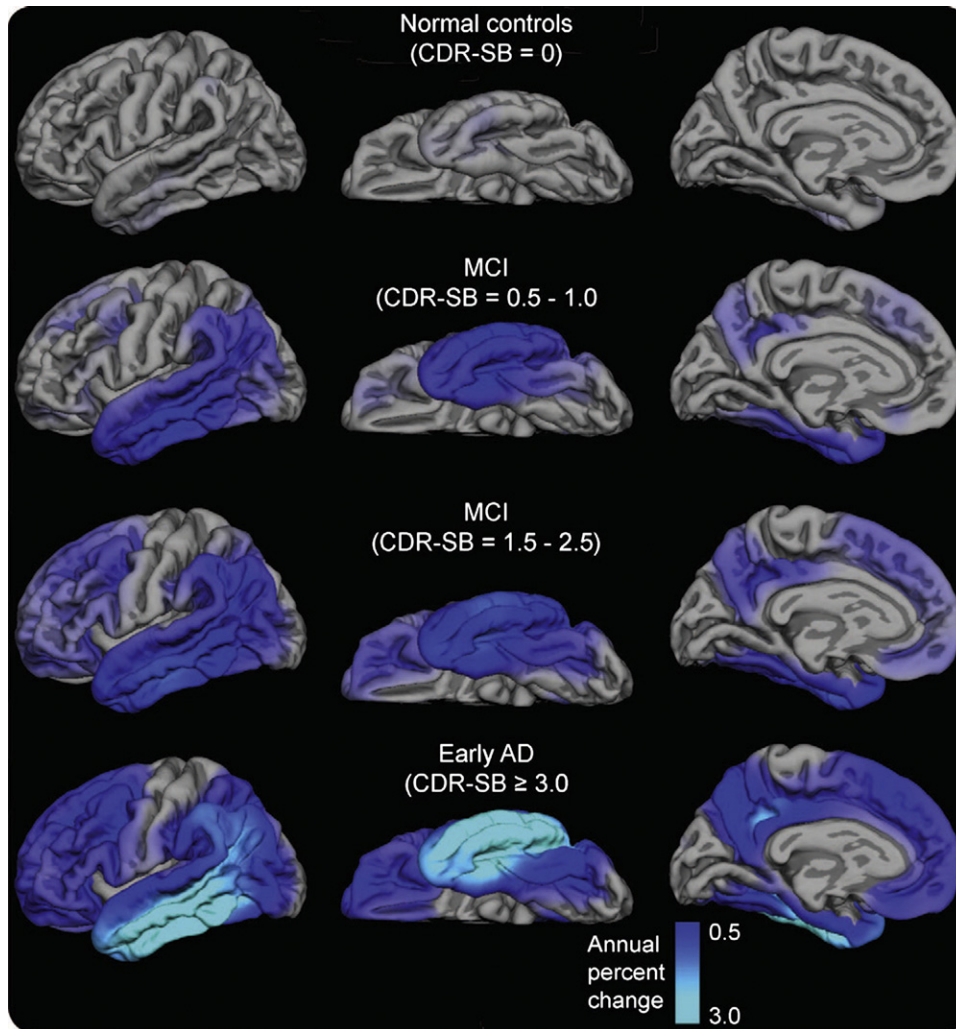 Normal controls
(CDR-SB = 0)
MCI
(CDR-SB = 0.5 - 1.0
MCI
(CDR-SB = 1.5 - 2.5)
Early AD
(CDR-SB ≥ 3.0
Annual
percent
change
0.5
3.0